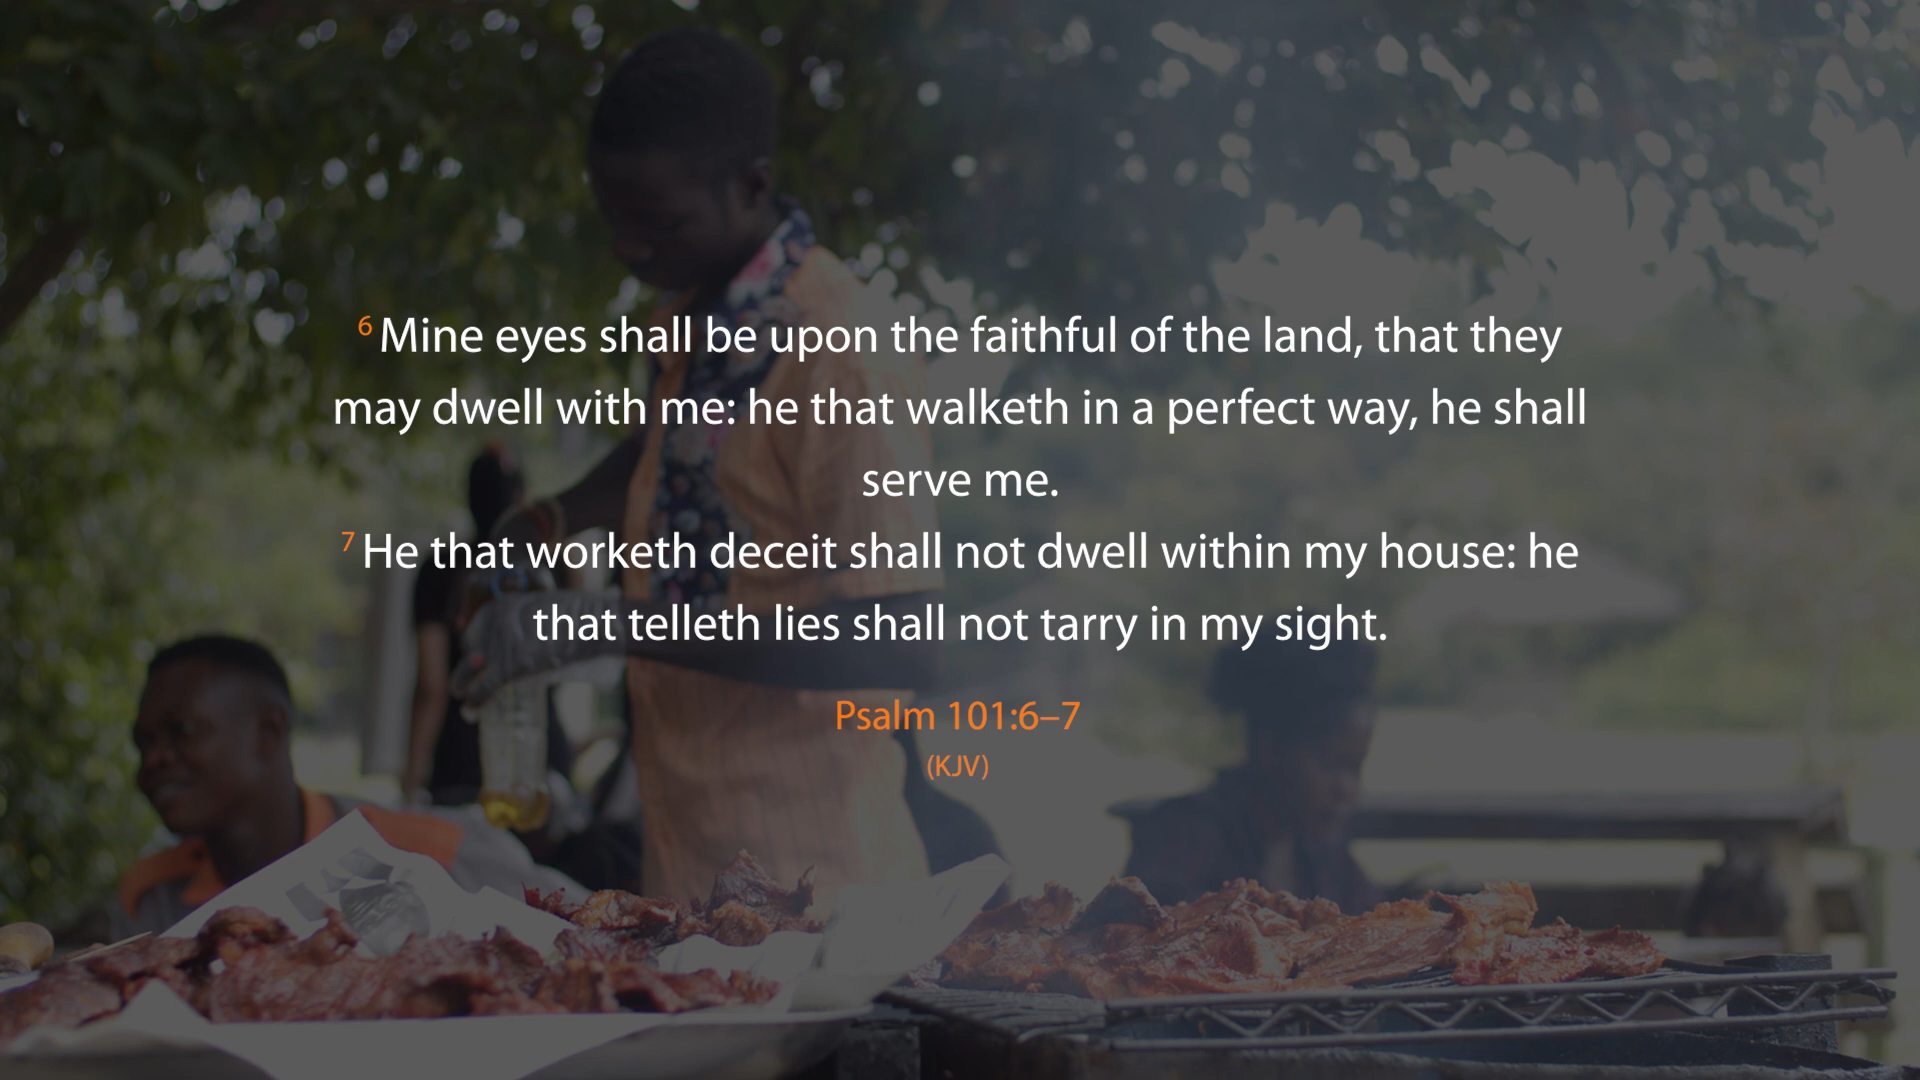 6 Mine eyes shall be upon the faithful of the land, that they
may dwell with me: he that walketh in a perfect way, he shall
serve me.
7 He that worketh deceit shall not dwell within my house: he
that telleth lies shall not tarry in my sight.
Psalm 101:6–7
(KJV)